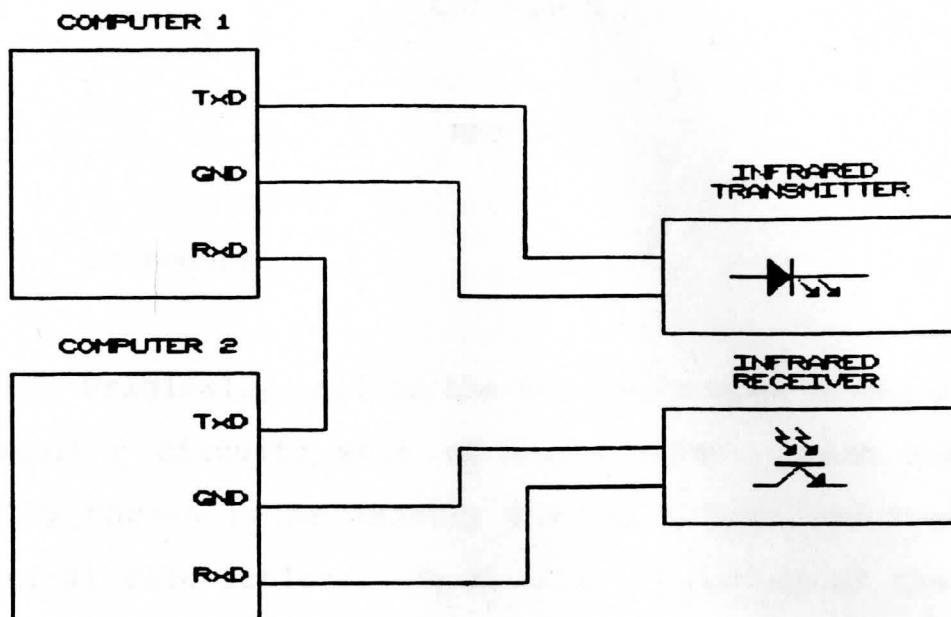 COMPUTER 1
TxD
GND
RxD
INFRARED
TRANSMITTER
COMPUTER 2
TxD
GND
RxD
INFRARED
RECEIVER